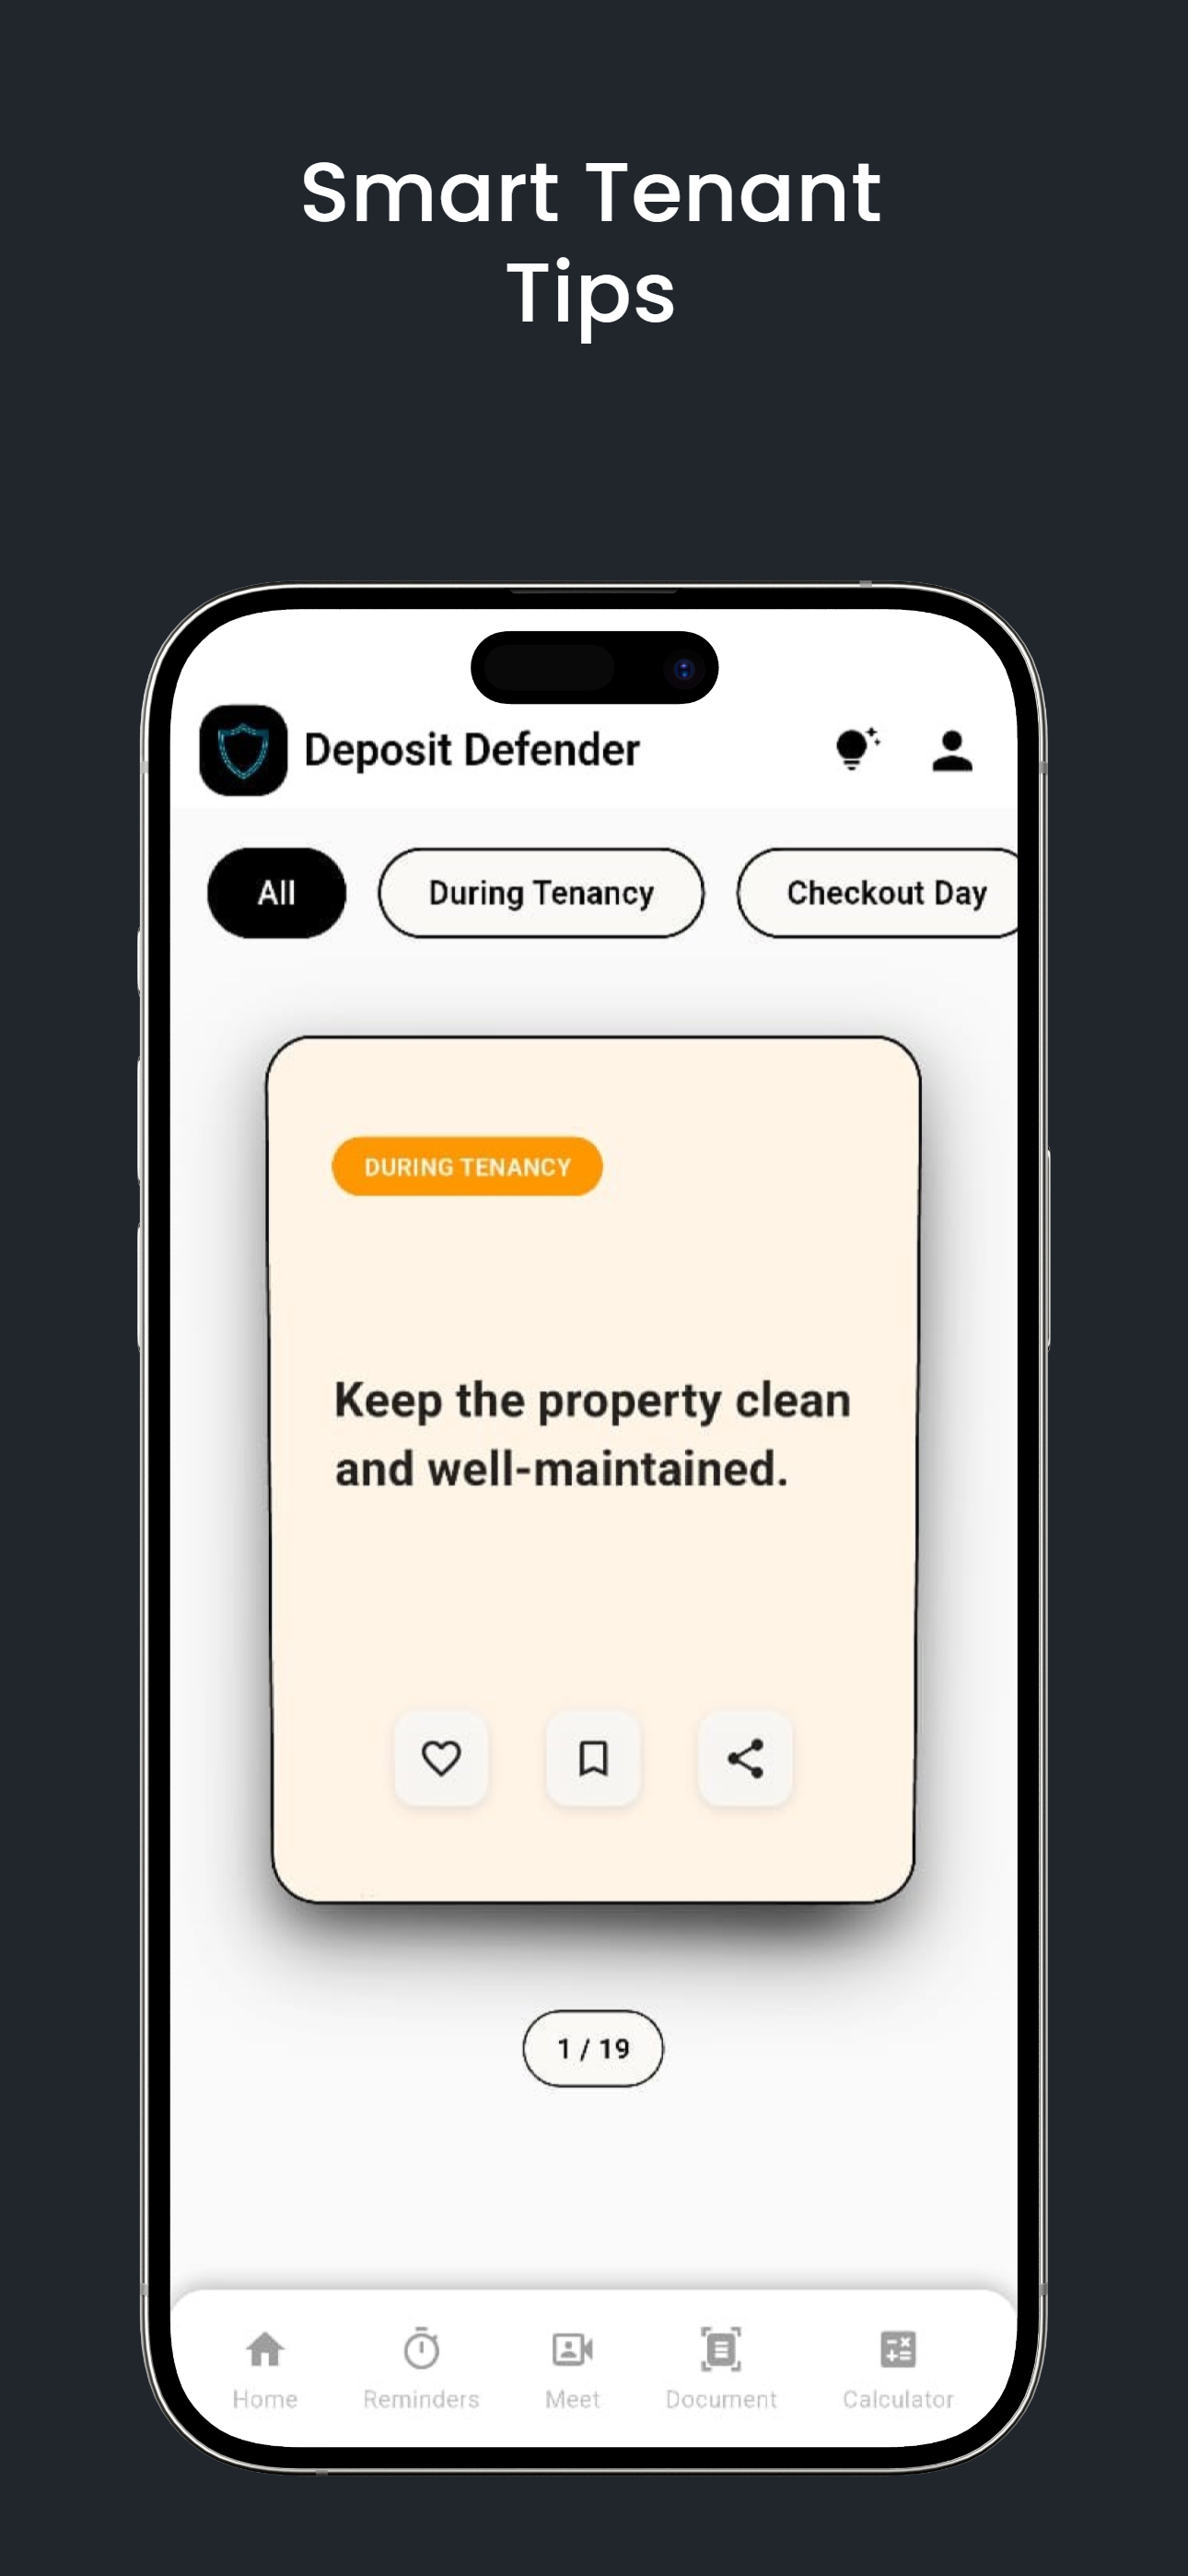 Smart Tenant
Tips
Deposit Defender
All
During Tenancy
Checkout Day
DURING TENANCY
Keep the property clean
and well-maintained.
1 / 19
Home
Reminders
Meet
Document
Calculator